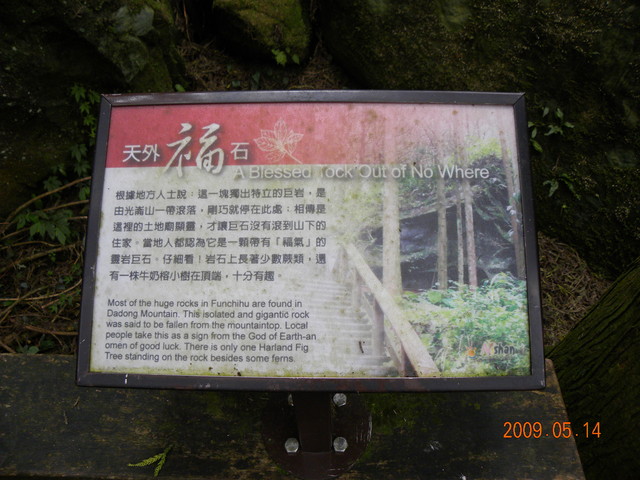 天外福石
A Blessed Tock Out of No Where
根據地方人士說：這一塊獨出特立的巨岩，是
由光崙山一帶滾落，剛巧就停在此處；相傳是
這裡的土地廟顯靈，才讓巨石沒有滾到山下的
住家。當地人都認為它是一顆帶有「福氣」的
靈岩巨石。仔細看！岩石上長著少數蕨類，還
有一株牛奶榕小樹在頂端，十分有趣。
Most of the huge rocks in Funchihu are found in
Dadong Mountain. This isolated and gigantic rock
was said to be fallen from the mountaintop. Local
people take this as a sign from the God of Earth-an
omen of good luck. There is only one Harland Fig
Tree standing on the rock besides some ferns.
2009.05.14